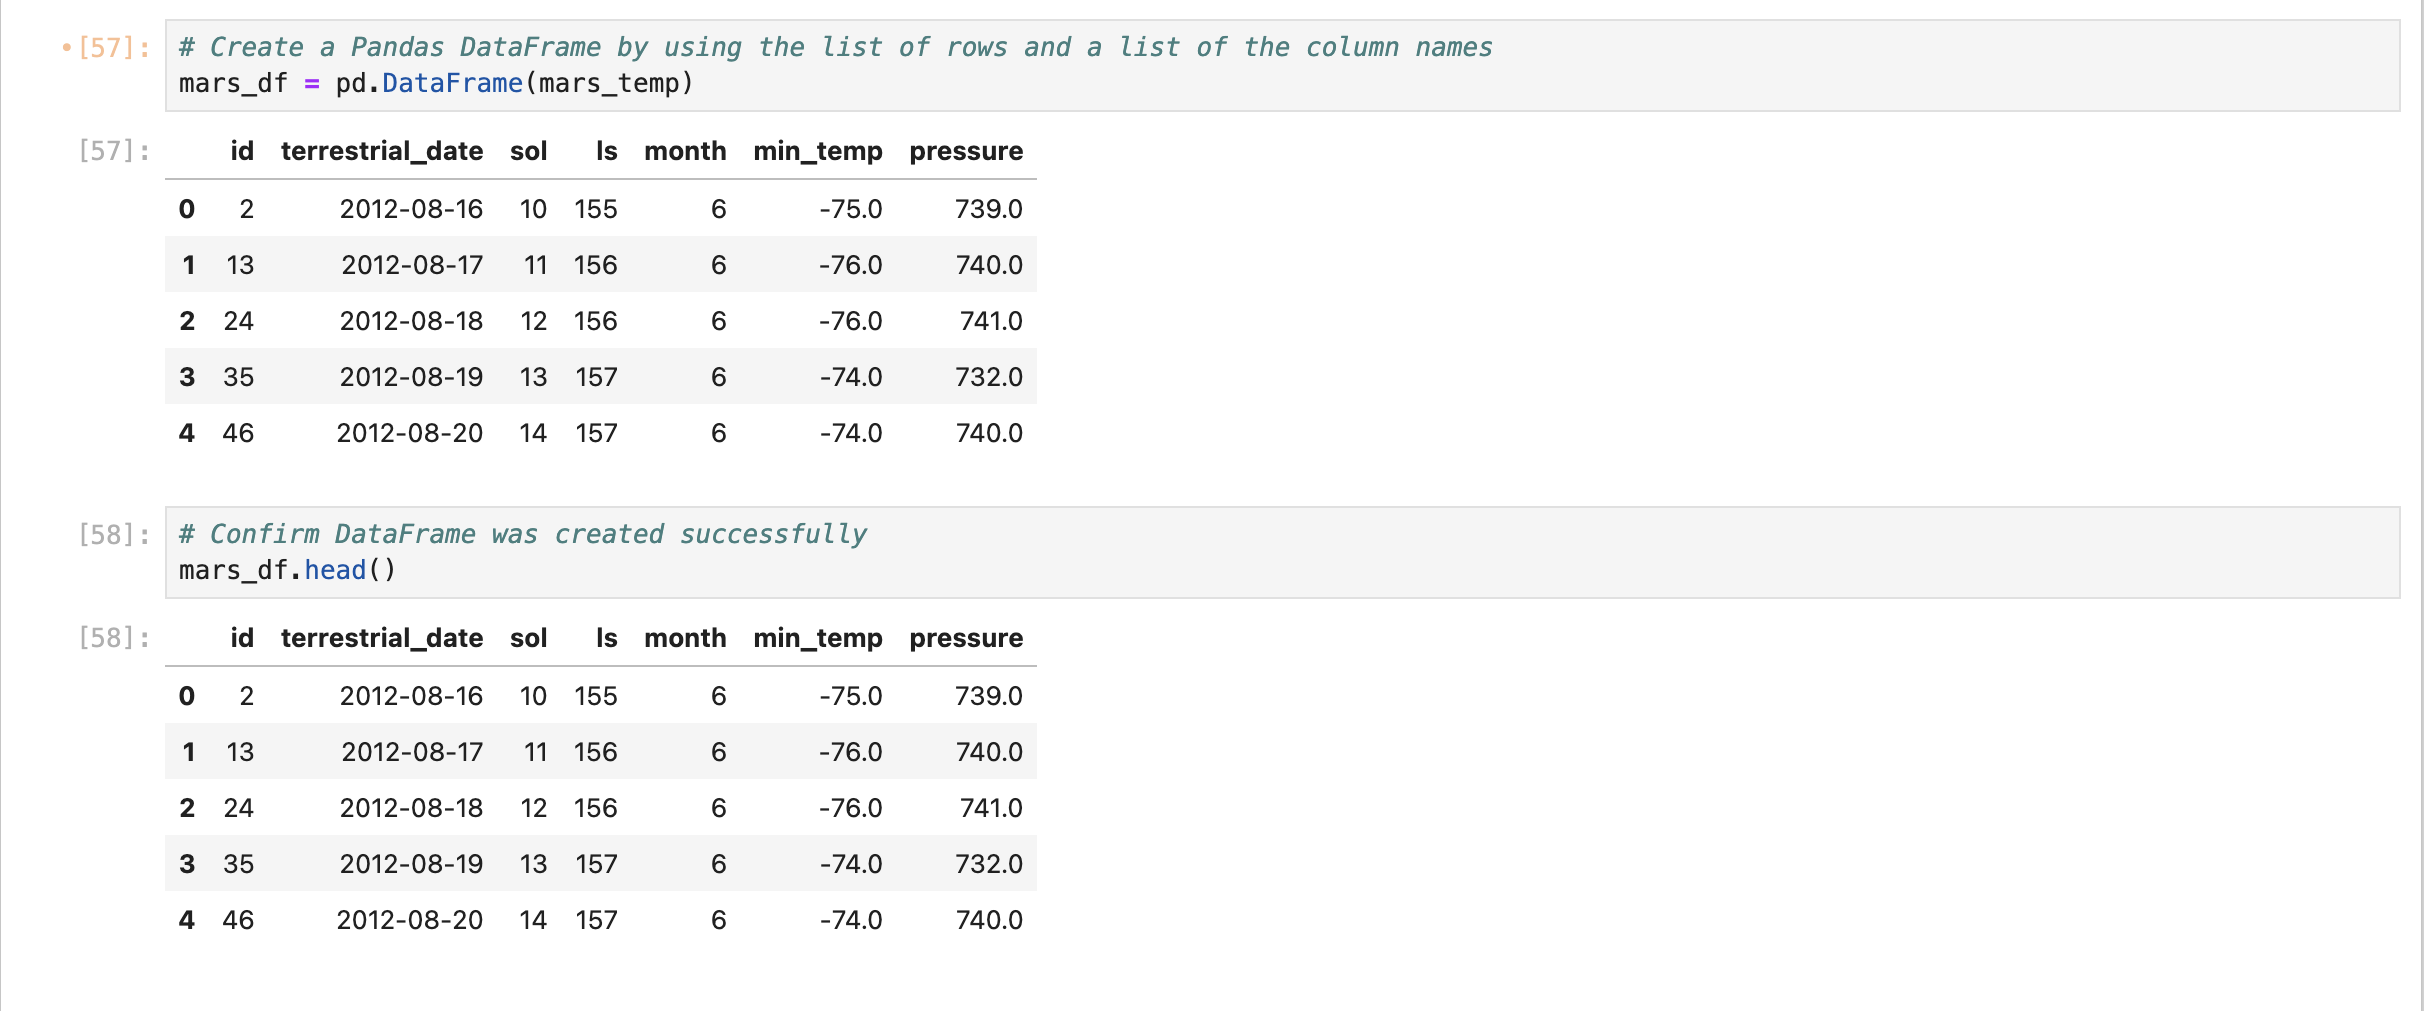 •[57]: # Create a Pandas DataFrame by using the list of rows and a list of the column names
mars_df = pd.DataFrame(mars_temp)
[57]: id terrestrial_date sol ls month min_temp pressure
0 2 2012-08-16 10 155 6 -75.0 739.0
1 13 2012-08-17 11 156 6 -76.0 740.0
2 24 2012-08-18 12 156 6 -76.0 741.0
3 35 2012-08-19 13 157 6 -74.0 732.0
4 46 2012-08-20 14 157 6 -74.0 740.0
[58]: # Confirm DataFrame was created successfully
mars_df.head()
[58]: id terrestrial_date sol ls month min_temp pressure
0 2 2012-08-16 10 155 6 -75.0 739.0
1 13 2012-08-17 11 156 6 -76.0 740.0
2 24 2012-08-18 12 156 6 -76.0 741.0
3 35 2012-08-19 13 157 6 -74.0 732.0
4 46 2012-08-20 14 157 6 -74.0 740.0